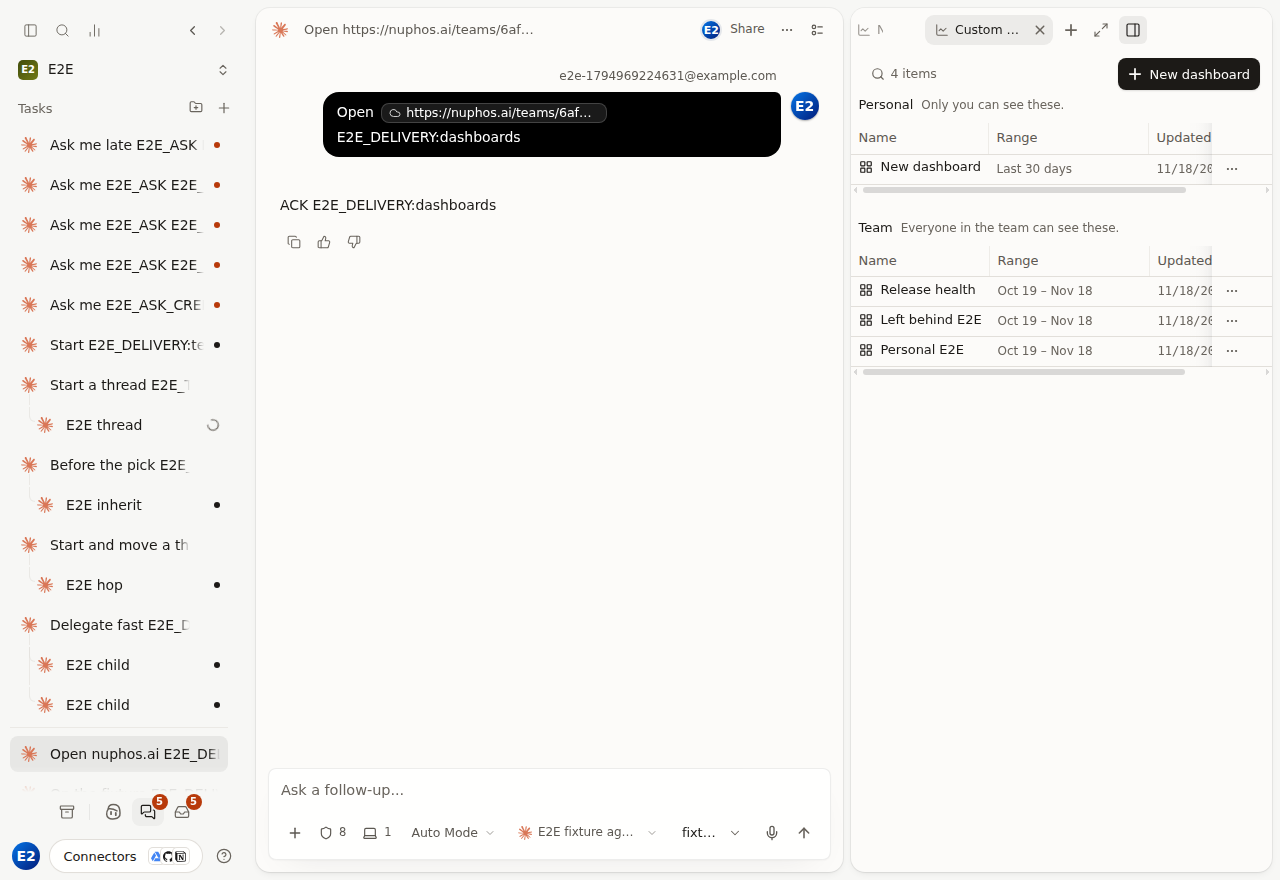 E2 E2E
Tasks
Ask me late E2E_ASK
Ask me E2E_ASK E2E_
Ask me E2E_ASK E2E_
Ask me E2E_ASK E2E_
Ask me E2E_ASK_CRE
Start E2E_DELIVERY:te
Start a thread E2E_T
E2E thread
Before the pick E2E_
E2E inherit
Start and move a th
E2E hop
Delegate fast E2E_D
E2E child
E2E child
Open nuphos.ai E2E_DE
5 5
E2 Connectors
Open https://nuphos.ai/teams/6af…
E2 Share
e2e-1794969224631@example.com
Open https://nuphos.ai/teams/6af…
E2E_DELIVERY:dashboards
E2
ACK E2E_DELIVERY:dashboards
Ask a follow-up…
8 1 Auto Mode E2E fixture ag… fixt…
Custom …
4 items
New dashboard
Personal Only you can see these.
Name Range Updated
New dashboard Last 30 days 11/18/20
Team Everyone in the team can see these.
Name Range Updated
Release health Oct 19 – Nov 18 11/18/20
Left behind E2E Oct 19 – Nov 18 11/18/20
Personal E2E Oct 19 – Nov 18 11/18/20